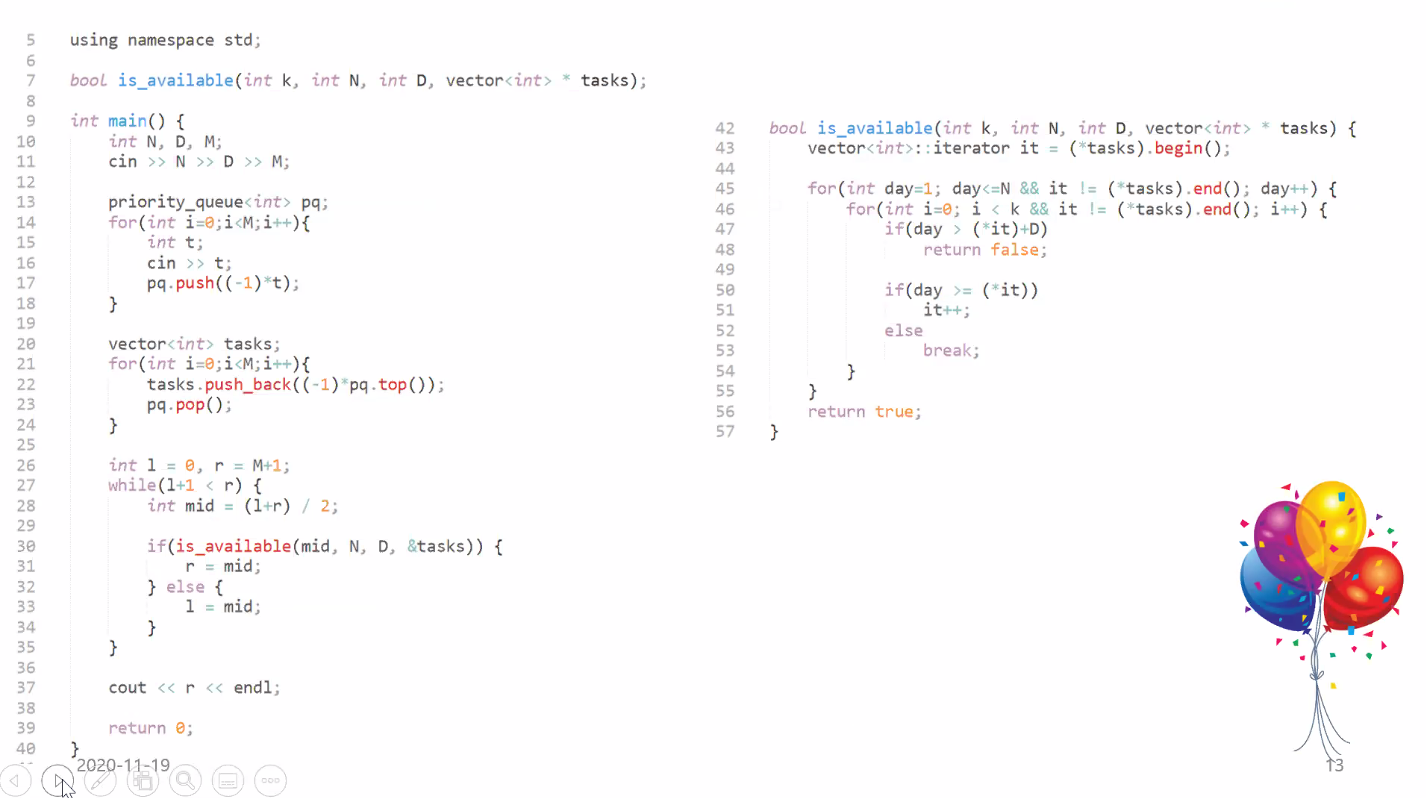 5 using namespace std;
6
7 bool is_available(int k, int N, int D, vector<int> * tasks);
8
9 int main() {
10 int N, D, M;
11 cin >> N >> D >> M;
12
13 priority_queue<int> pq;
14 for(int i=0;i<M;i++){
15 int t;
16 cin >> t;
17 pq.push((-1)*t);
18 }
19
20 vector<int> tasks;
21 for(int i=0;i<M;i++){
22 tasks.push_back((-1)*pq.top());
23 pq.pop();
24 }
25
26 int l = 0, r = M+1;
27 while(l+1 < r) {
28 int mid = (l+r) / 2;
29
30 if(is_available(mid, N, D, &tasks)) {
31 r = mid;
32 } else {
33 l = mid;
34 }
35 }
36
37 cout << r << endl;
38
39 return 0;
40 }
42 bool is_available(int k, int N, int D, vector<int> * tasks) {
43 vector<int>::iterator it = (*tasks).begin();
44
45 for(int day=1; day<=N && it != (*tasks).end(); day++) {
46 for(int i=0; i < k && it != (*tasks).end(); i++) {
47 if(day > (*it)+D)
48 return false;
49
50 if(day >= (*it))
51 it++;
52 else
53 break;
54 }
55 }
56 return true;
57 }
2020-11-19
13